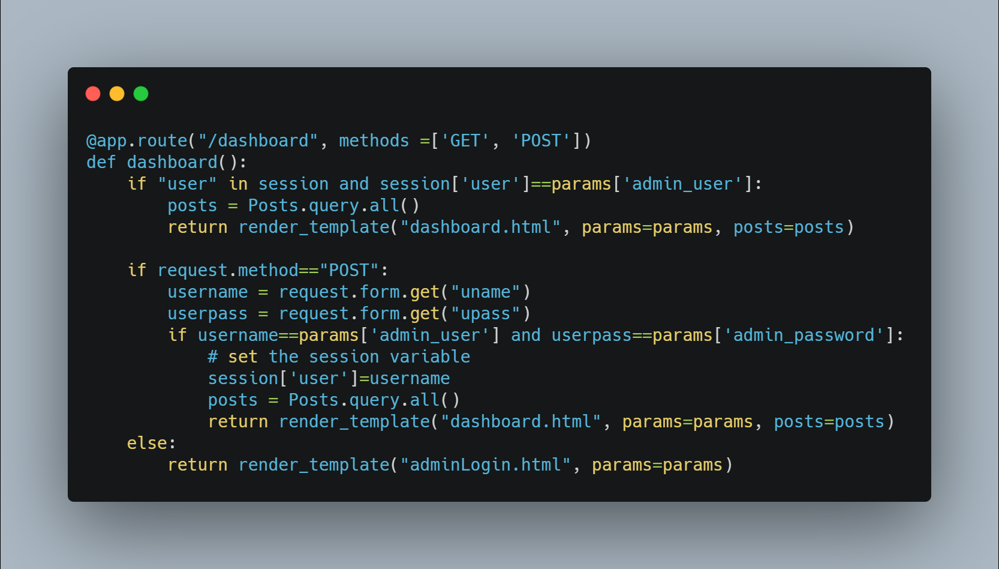 @app.route("/dashboard", methods =['GET', 'POST'])
def dashboard():
    if "user" in session and session['user']==params['admin_user']:
        posts = Posts.query.all()
        return render_template("dashboard.html", params=params, posts=posts)

    if request.method=="POST":
        username = request.form.get("uname")
        userpass = request.form.get("upass")
        if username==params['admin_user'] and userpass==params['admin_password']:
            # set the session variable
            session['user']=username
            posts = Posts.query.all()
            return render_template("dashboard.html", params=params, posts=posts)
    else:
        return render_template("adminLogin.html", params=params)